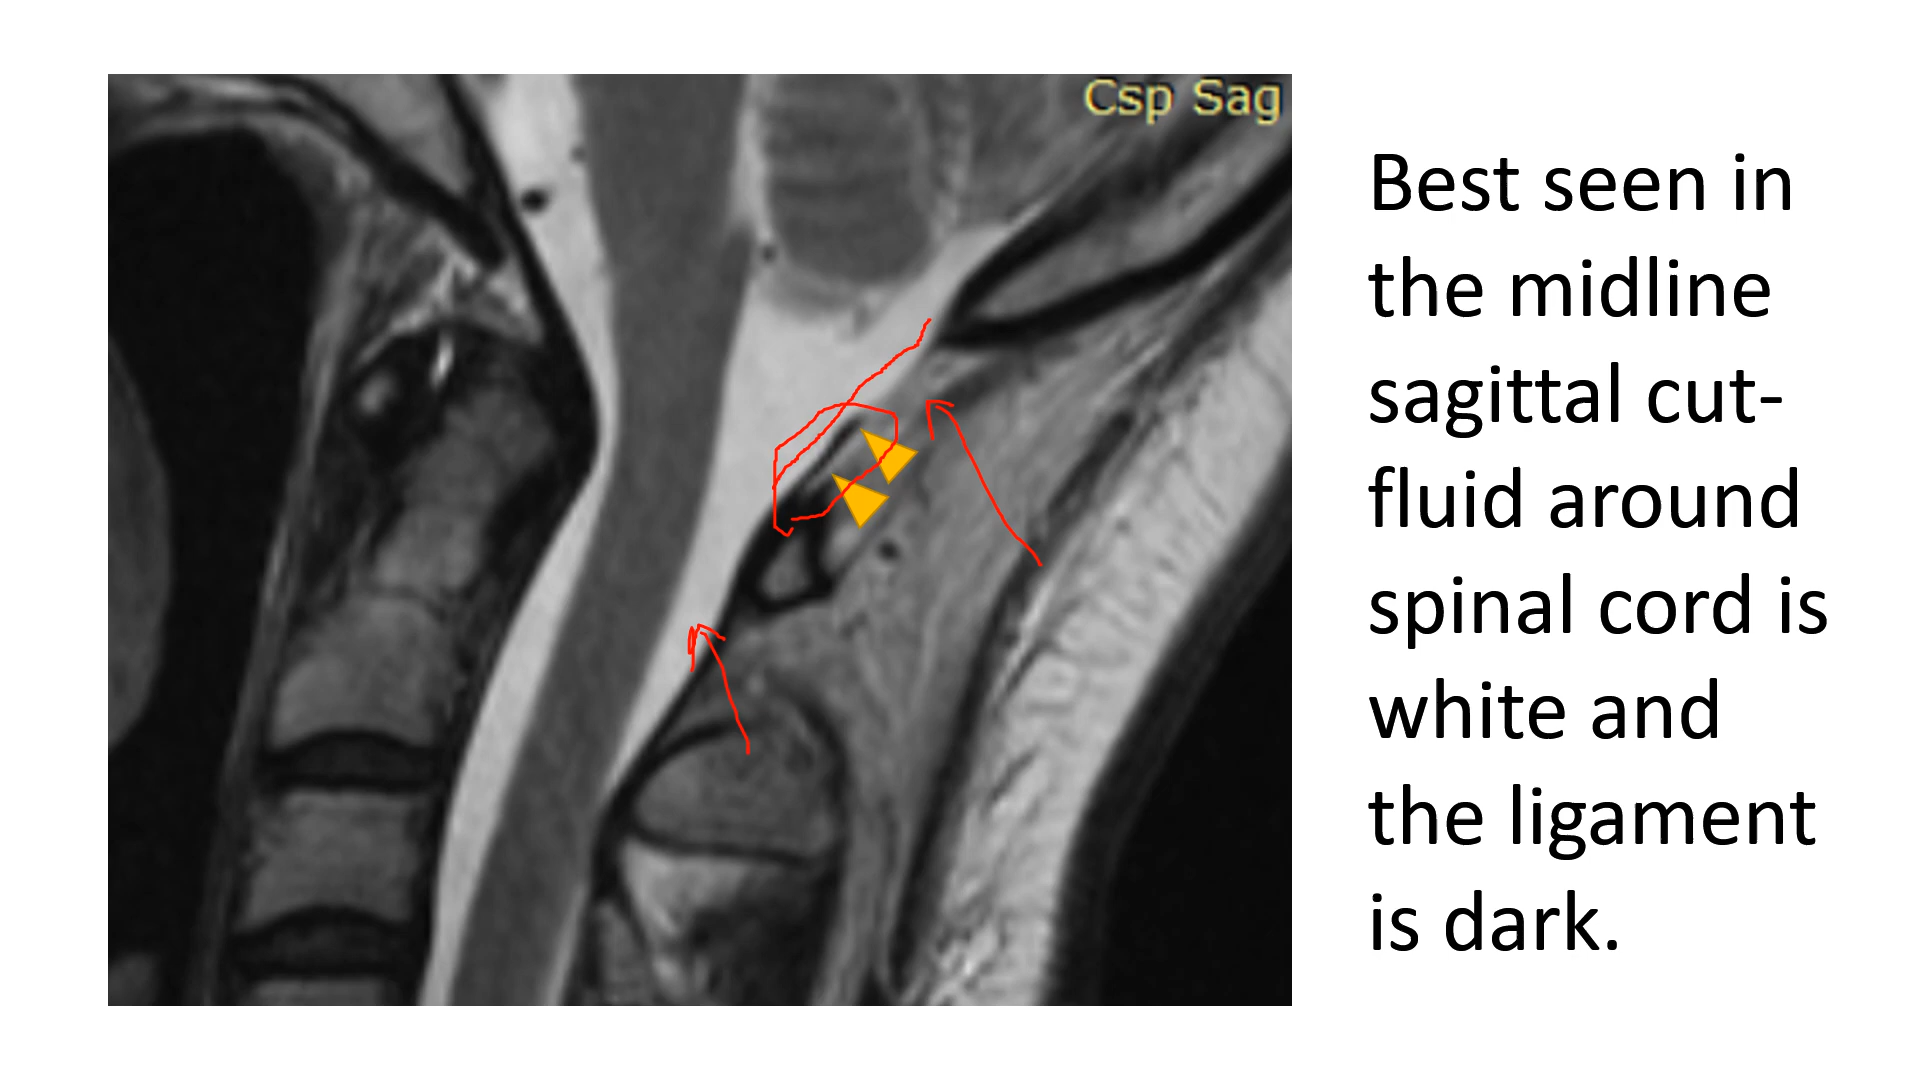 Csp Sag
Best seen in
the midline
sagittal cut-
fluid around
spinal cord is
white and
the ligament
is dark.